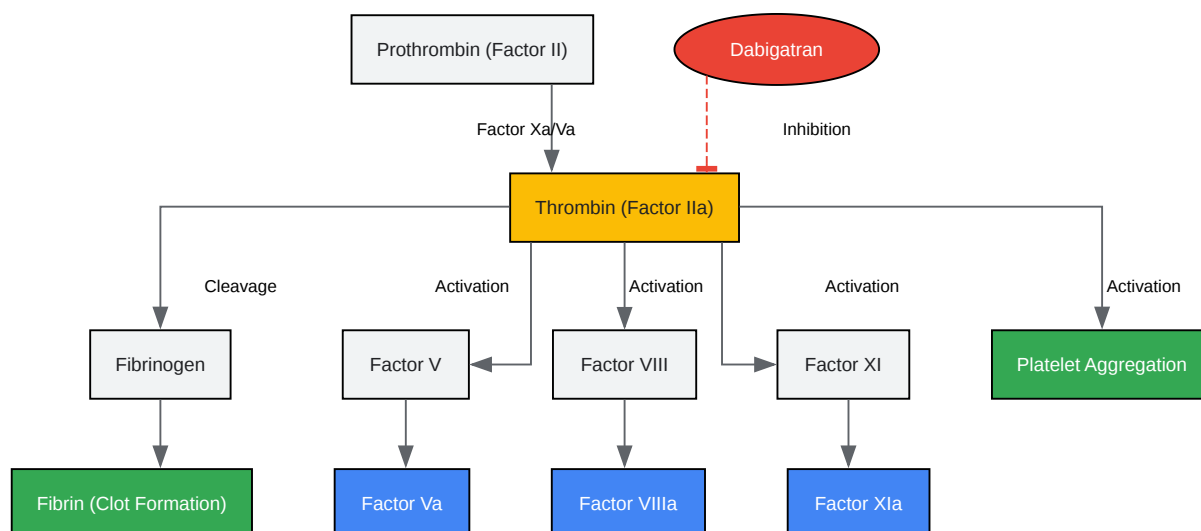 Prothrombin (Factor II)
Dabigatran
Factor Xa/Va
Inhibition
Thrombin (Factor IIa)
Cleavage
Activation
Activation
Activation
Activation
Fibrinogen
Factor V
Factor VIII
Factor XI
Platelet Aggregation
Fibrin (Clot Formation)
Factor Va
Factor VIIIa
Factor XIa